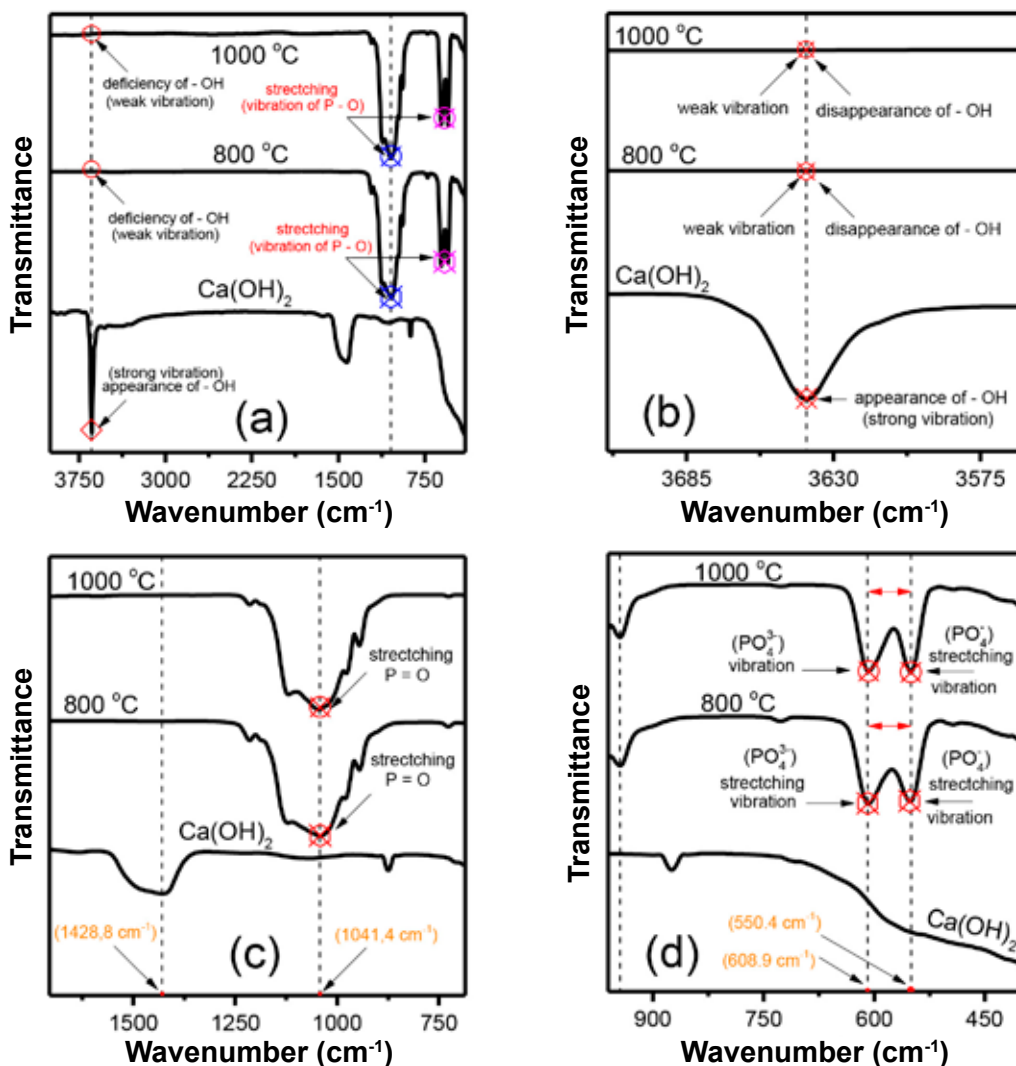 Transmittance
1000 °C
deficiency of - OH
(weak vibration)
strectching
(vibration of P - O)
800 °C
deficiency of - OH
(weak vibration)
strectching
(vibration of P - O)
Ca(OH)₂
(strong vibration)
appearance of - OH
(a)
3750 3000 2250 1500 750
Wavenumber (cm⁻¹)
Transmittance
1000 °C
weak vibration
disappearance of - OH
800 °C
weak vibration
disappearance of - OH
Ca(OH)₂
appearance of - OH
(strong vibration)
(b)
3685 3630 3575
Wavenumber (cm⁻¹)
Transmittance
1000 °C
strectching
P = O
800 °C
strectching
P = O
Ca(OH)₂
(1428,8 cm⁻¹)
(c)
(1041,4 cm⁻¹)
1500 1250 1000 750
Wavenumber (cm⁻¹)
Transmittance
1000 °C
(PO₄³⁻)
vibration
(PO₄⁻)
strectching
vibration
800 °C
(PO₄³⁻)
strectching
vibration
(PO₄⁻)
strectching
vibration
(550.4 cm⁻¹)
(608.9 cm⁻¹)
Ca(OH)₂
(d)
900 750 600 450
Wavenumber (cm⁻¹)